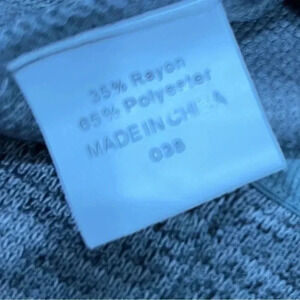 35% Rayon
65% Polyester
MADE IN CHINA
038